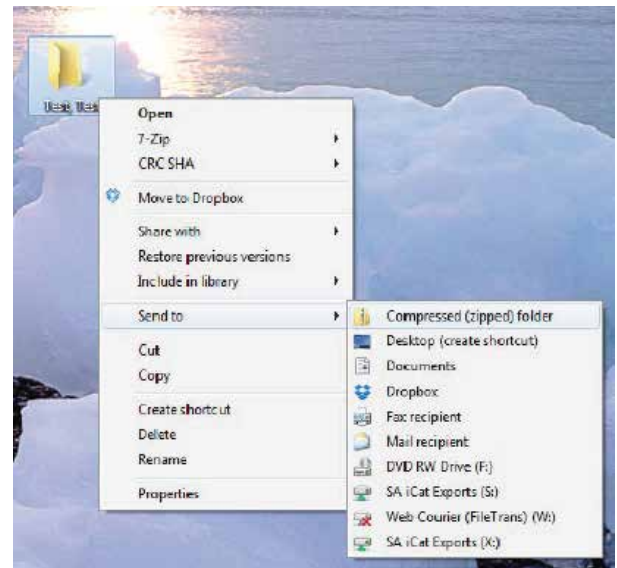 Test, Tes
Open
7-Zip
CRC SHA
Move to Dropbox
Share with
Restore previous versions
Include in library
Send to
Cut
Copy
Create shortcut
Delete
Rename
Properties
Compressed (zipped) folder
Desktop (create shortcut)
Documents
Dropbox
Fax recipient
Mail recipient
DVD RW Drive (F:)
SA iCat Exports (S:)
Web Courier (FileTrans) (W:)
SA iCat Exports (X:)